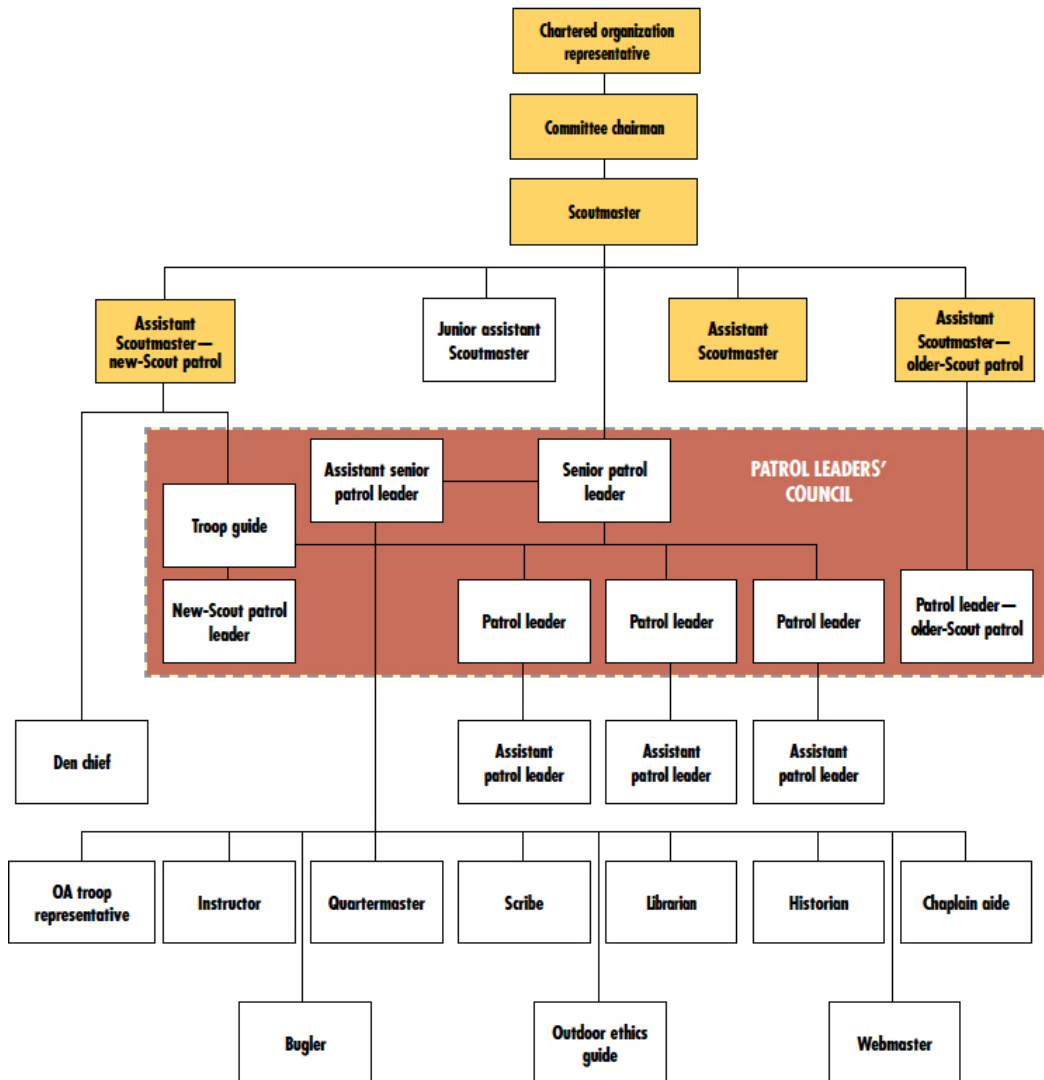 Chartered organization
representative
Committee chairman
Scoutmaster
Assistant
Scoutmaster—
new-Scout patrol
Junior assistant
Scoutmaster
Assistant
Scoutmaster
Assistant
Scoutmaster—
older-Scout patrol
Assistant senior
patrol leader
Senior patrol
leader
PATROL LEADERS’
COUNCIL
Troop guide
New-Scout patrol
leader
Patrol leader
Patrol leader
Patrol leader
Patrol leader—
older-Scout patrol
Den chief
Assistant
patrol leader
Assistant
patrol leader
Assistant
patrol leader
OA troop
representative
Instructor
Quartermaster
Scribe
Librarian
Historian
Chaplain aide
Bugler
Outdoor ethics
guide
Webmaster